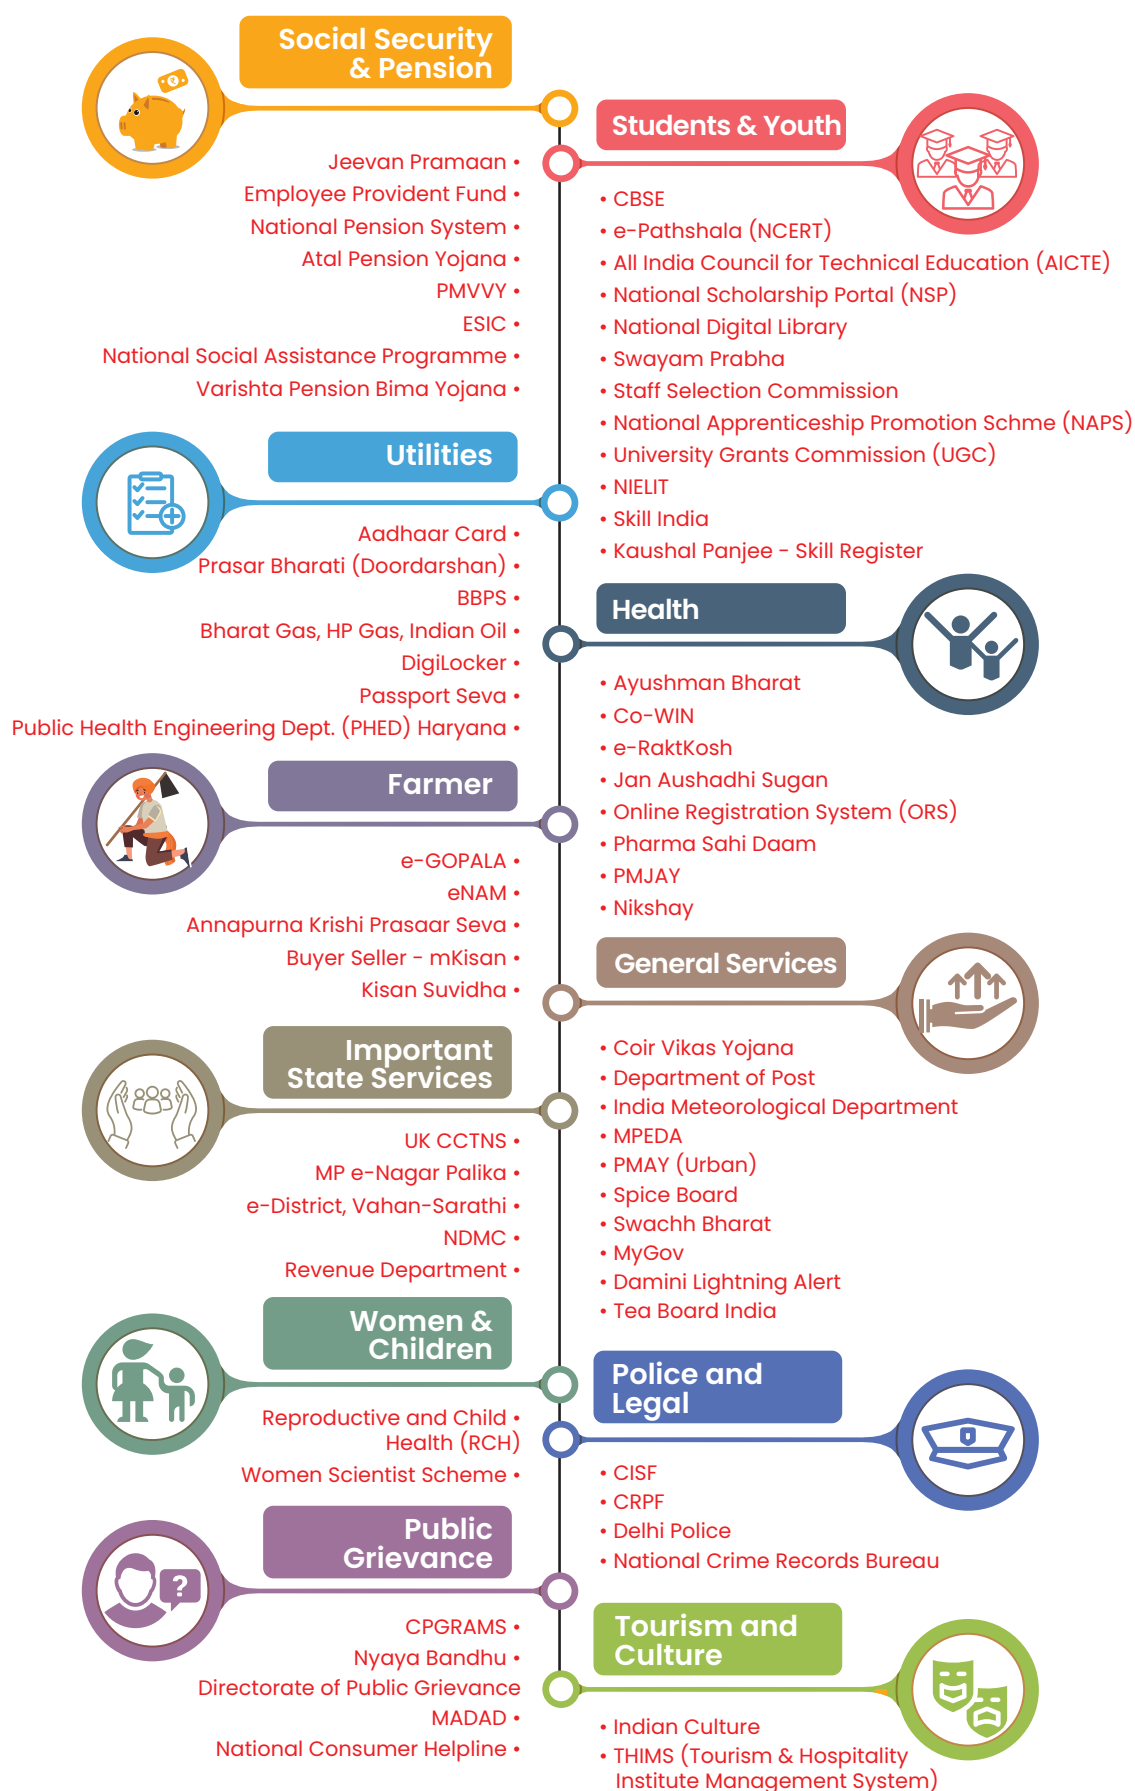 Social Security
& Pension
Jeevan Pramaan •
Employee Provident Fund •
National Pension System •
Atal Pension Yojana •
PMVVY •
ESIC •
National Social Assistance Programme •
Varishta Pension Bima Yojana •
Students & Youth
• CBSE
• e-Pathshala (NCERT)
• All India Council for Technical Education (AICTE)
• National Scholarship Portal (NSP)
• National Digital Library
• Swayam Prabha
• Staff Selection Commission
• National Apprenticeship Promotion Schme (NAPS)
• University Grants Commission (UGC)
• NIELIT
• Skill India
• Kaushal Panjee - Skill Register
Utilities
Aadhaar Card •
Prasar Bharati (Doordarshan) •
BBPS •
Bharat Gas, HP Gas, Indian Oil •
DigiLocker •
Passport Seva •
Public Health Engineering Dept. (PHED) Haryana •
Health
• Ayushman Bharat
• Co-WIN
• e-RaktKosh
• Jan Aushadhi Sugan
• Online Registration System (ORS)
• Pharma Sahi Daam
• PMJAY
• Nikshay
Farmer
e-GOPALA •
eNAM •
Annapurna Krishi Prasaar Seva •
Buyer Seller - mKisan •
Kisan Suvidha •
General Services
• Coir Vikas Yojana
• Department of Post
• India Meteorological Department
• MPEDA
• PMAY (Urban)
• Spice Board
• Swachh Bharat
• MyGov
• Damini Lightning Alert
• Tea Board India
Important
State Services
UK CCTNS •
MP e-Nagar Palika •
e-District, Vahan-Sarathi •
NDMC •
Revenue Department •
Women &
Children
Reproductive and Child •
Health (RCH)
Women Scientist Scheme •
Police and
Legal
• CISF
• CRPF
• Delhi Police
• National Crime Records Bureau
Public
Grievance
?
CPGRAMS •
Nyaya Bandhu •
Directorate of Public Grievance
MADAD •
National Consumer Helpline •
Tourism and
Culture
• Indian Culture
• THIMS (Tourism & Hospitality
Institute Management System)